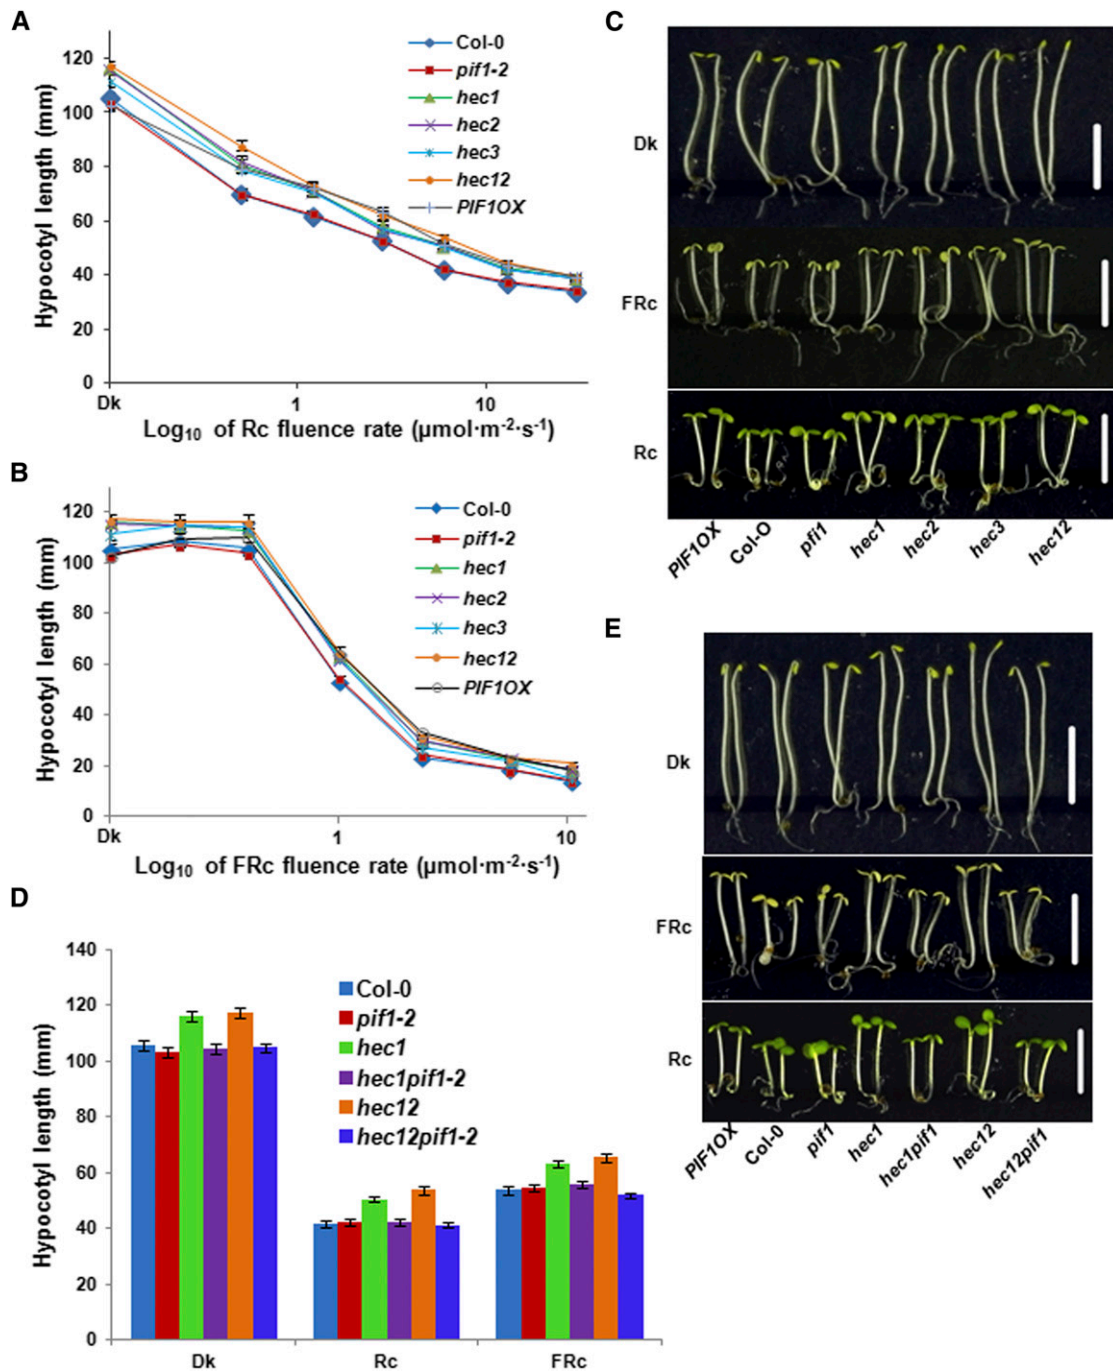 A
Hypocotyl length (mm)
120
100
80
60
40
20
0
Dk
1
10
Log10 of Rc fluence rate (μmol·m-2·s-1)
Col-0
pif1-2
hec1
hec2
hec3
hec12
PIF1OX
B
Hypocotyl length (mm)
120
100
80
60
40
20
0
Dk
1
10
Log10 of FRc fluence rate (μmol·m-2·s-1)
Col-0
pif1-2
hec1
hec2
hec3
hec12
PIF1OX
C
Dk
FRc
Rc
PIF1OX
Col-O
pfi1
hec1
hec2
hec3
hec12
D
Hypocotyl length (mm)
140
120
100
80
60
40
20
0
Dk
Rc
FRc
Col-0
pif1-2
hec1
hec1pif1-2
hec12
hec12pif1-2
E
Dk
FRc
Rc
PIF1OX
Col-0
pif1
hec1
hec1pif1
hec12
hec12pif1